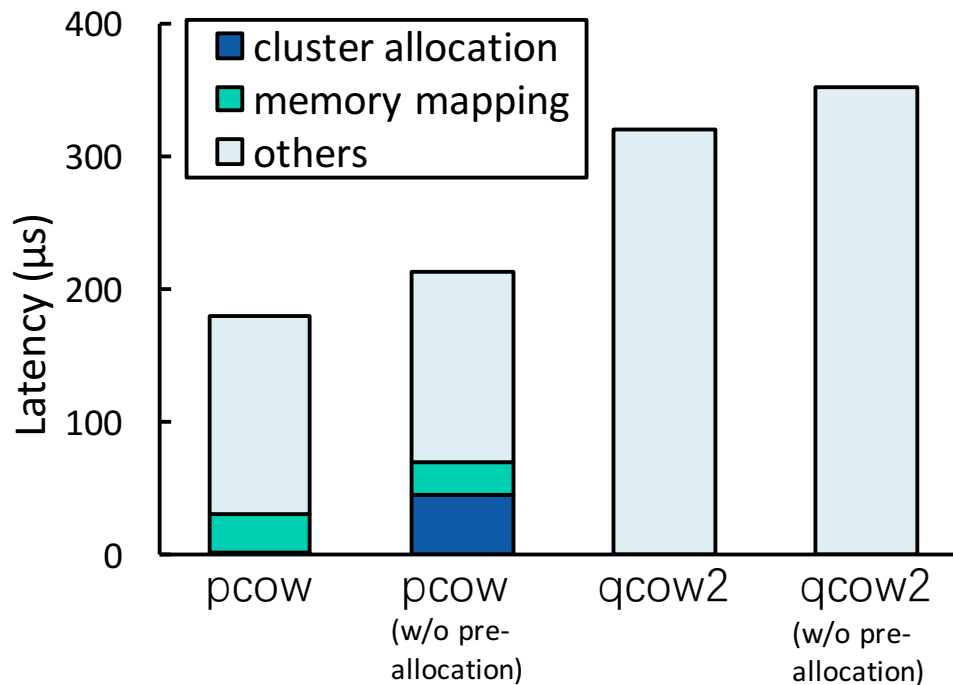 400
300
200
100
0
Latency (μs)
cluster allocation
memory mapping
others
pcow
pcow
(w/o pre-
allocation)
qcow2
qcow2
(w/o pre-
allocation)